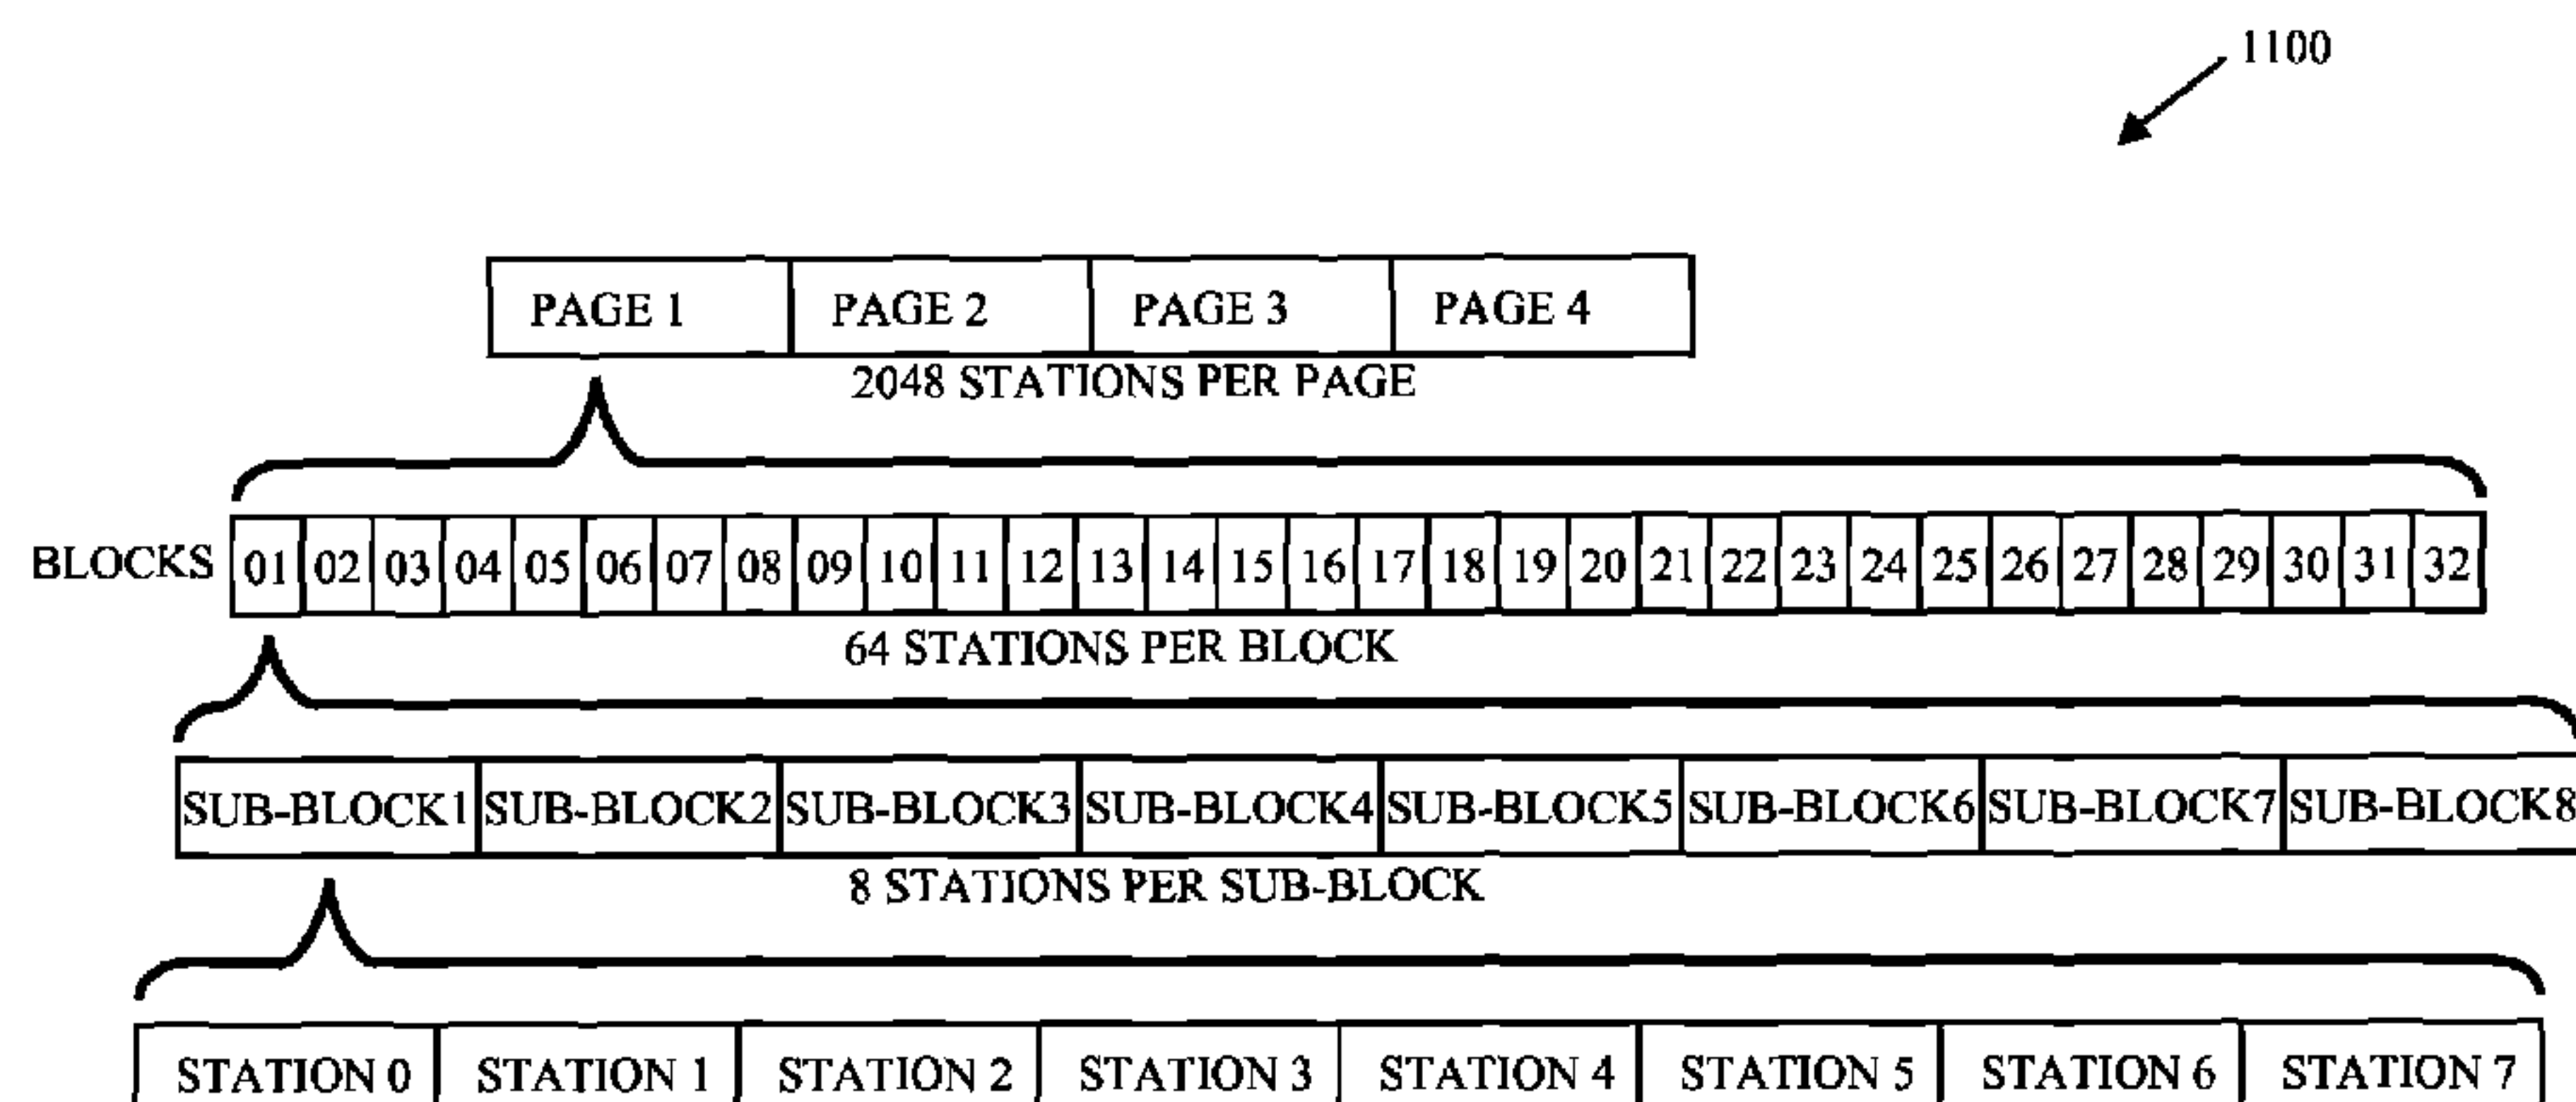 1100
PAGE 1 PAGE 2 PAGE 3 PAGE 4
2048 STATIONS PER PAGE
BLOCKS 01 02 03 04 05 06 07 08 09 10 11 12 13 14 15 16 17 18 19 20 21 22 23 24 25 26 27 28 29 30 31 32
64 STATIONS PER BLOCK
SUB-BLOCK1 SUB-BLOCK2 SUB-BLOCK3 SUB-BLOCK4 SUB-BLOCK5 SUB-BLOCK6 SUB-BLOCK7 SUB-BLOCK8
8 STATIONS PER SUB-BLOCK
STATION 0 STATION 1 STATION 2 STATION 3 STATION 4 STATION 5 STATION 6 STATION 7